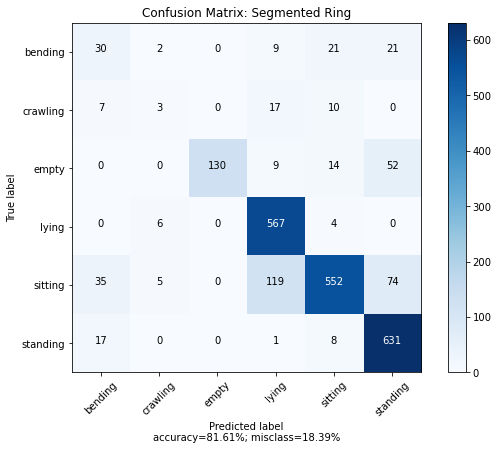 Confusion Matrix: Segmented Ring
bending 30 2 0 9 21 21
crawling 7 3 0 17 10 0
empty 0 0 130 9 14 52
lying 0 6 0 567 4 0
sitting 35 5 0 119 552 74
standing 17 0 0 1 8 631
True label
bending crawling empty lying sitting standing
Predicted label
accuracy=81.61%; misclass=18.39%
600
500
400
300
200
100
0